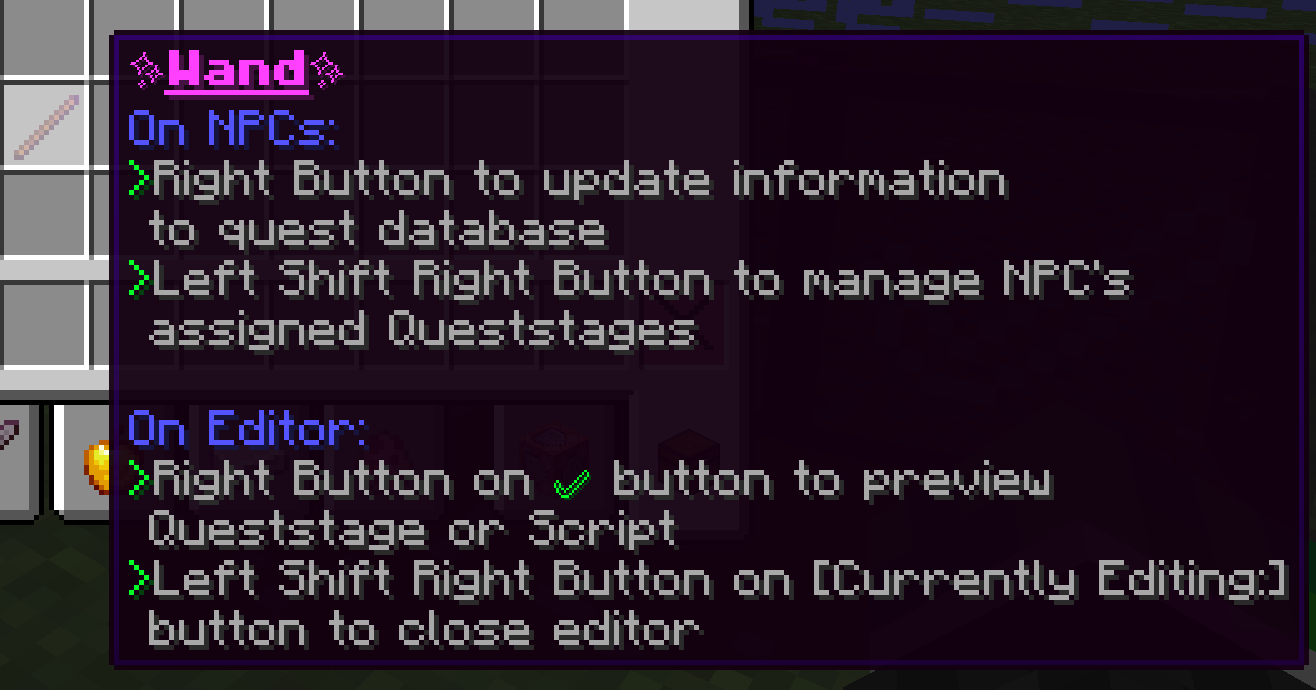 ✨Wand✨
On NPCs:
>Right Button to update information
to quest database
>Left Shift Right Button to manage NPC's
assigned Queststages
On Editor:
>Right Button on ✓ button to preview
Queststage or Script
>Left Shift Right Button on [Currently Editing:]
button to close editor